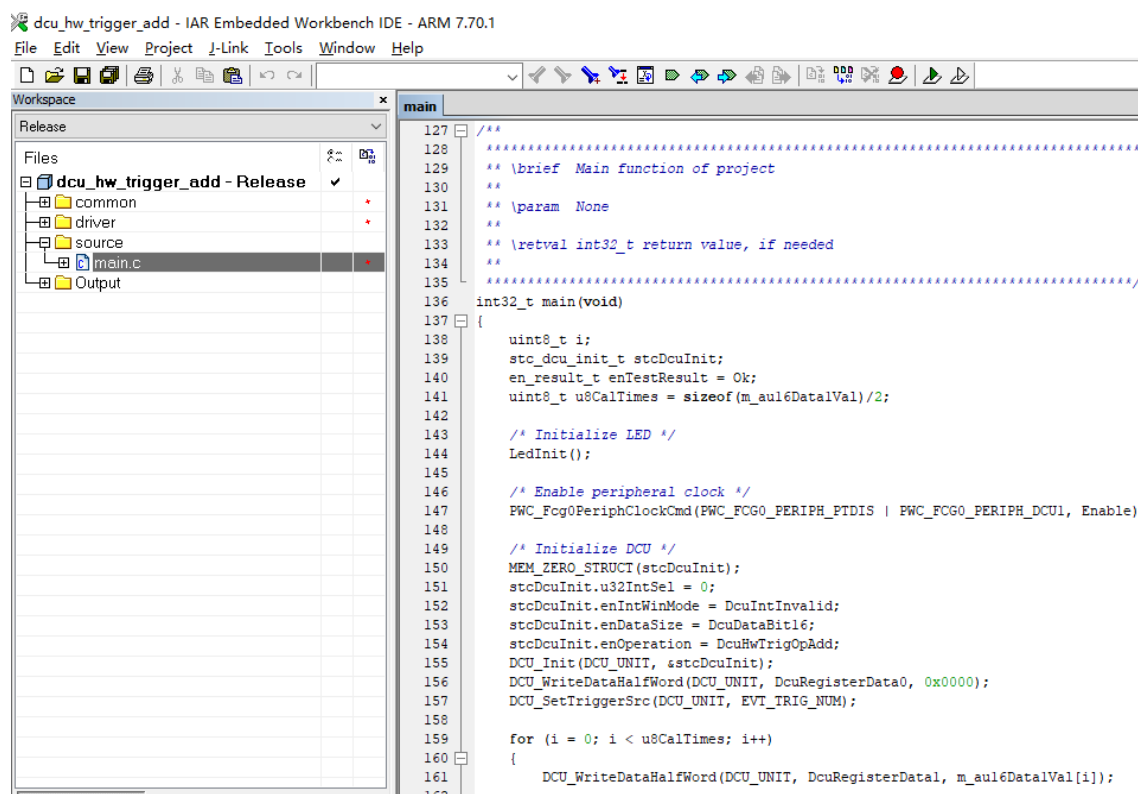 dcu_hw_trigger_add - IAR Embedded Workbench IDE - ARM 7.70.1
File Edit View Project J-Link Tools Window Help
Workspace
Release
Files
dcu_hw_trigger_add - Release
common
driver
source
main.c
Output
main
127 /**
128 *******************************************************************************
129 ** \brief Main function of project
130 **
131 ** \param None
132 **
133 ** \retval int32_t return value, if needed
134 **
135 ******************************************************************************/
136 int32_t main(void)
137 {
138 uint8_t i;
139 stc_dcu_init_t stcDcuInit;
140 en_result_t enTestResult = Ok;
141 uint8_t u8CalTimes = sizeof(m_au16Data1Val)/2;
142
143 /* Initialize LED */
144 LedInit();
145
146 /* Enable peripheral clock */
147 PWC_Fcg0PeriphClockCmd(PWC_FCG0_PERIPH_PTDIS | PWC_FCG0_PERIPH_DCU1, Enable)
148
149 /* Initialize DCU */
150 MEM_ZERO_STRUCT(stcDcuInit);
151 stcDcuInit.u32IntSel = 0;
152 stcDcuInit.enIntWinMode = DcuIntInvalid;
153 stcDcuInit.enDataSize = DcuDataBit16;
154 stcDcuInit.enOperation = DcuHwTrigOpAdd;
155 DCU_Init(DCU_UNIT, &stcDcuInit);
156 DCU_WriteDataHalfWord(DCU_UNIT, DcuRegisterData0, 0x0000);
157 DCU_SetTriggerSrc(DCU_UNIT, EVT_TRIG_NUM);
158
159 for (i = 0; i < u8CalTimes; i++)
160 {
161 DCU_WriteDataHalfWord(DCU_UNIT, DcuRegisterData1, m_au16Data1Val[i]);